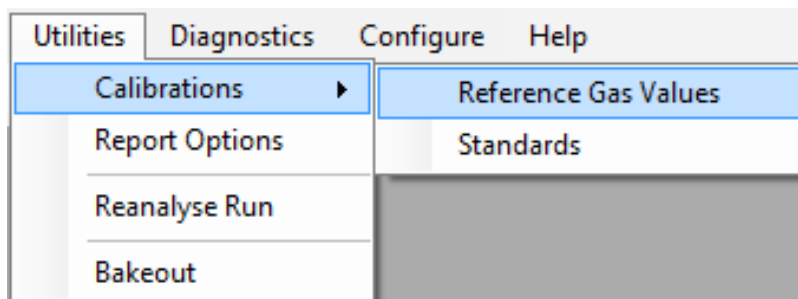 Utilities Diagnostics Configure Help
Calibrations Reference Gas Values
Report Options Standards
Reanalyse Run
Bakeout